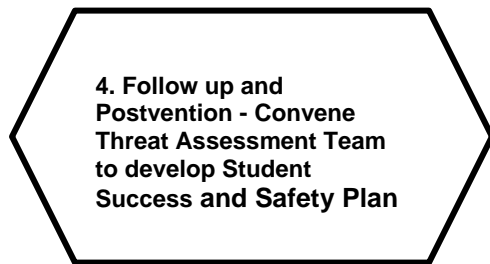 4. Follow up and
Postvention - Convene
Threat Assessment Team
to develop Student
Success and Safety Plan